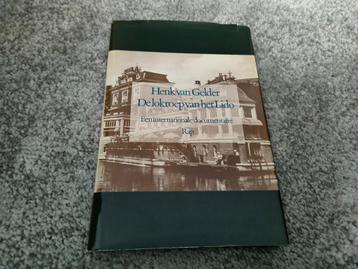 Henk van Gelder
De lokroep van het Lido
Een internationale documentaire
Rap